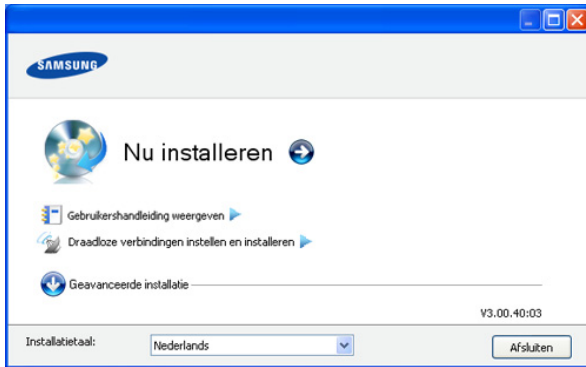 SAMSUNG
Nu installeren
Gebruikershandleiding weergeven
Draadloze verbindingen instellen en installeren
Geavanceerde installatie
V3.00.40:03
Installatietaal:
Nederlands
Afsluiten